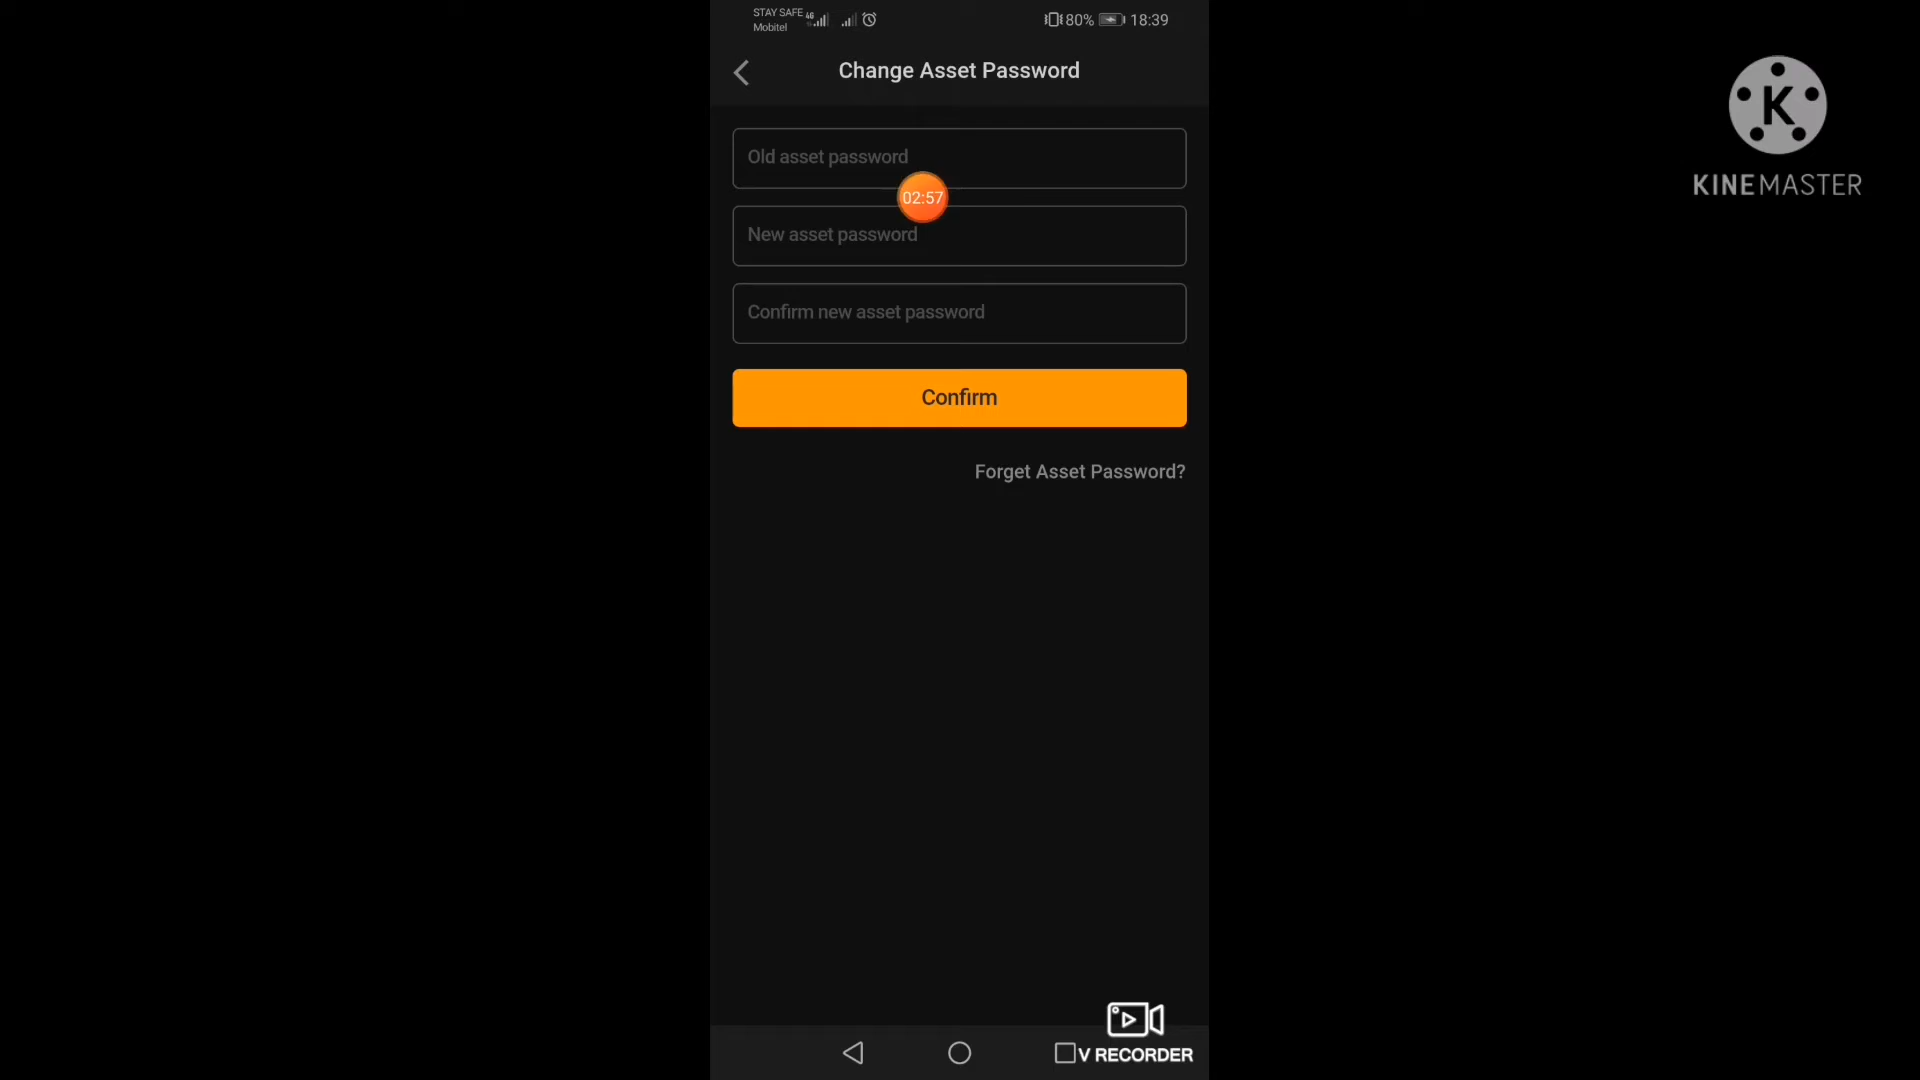 STAY SAFE 4G
Mobitel
80% 18:39
Change Asset Password
K
KINEMASTER
Old asset password
02:57
New asset password
Confirm new asset password
Confirm
Forget Asset Password?
V RECORDER